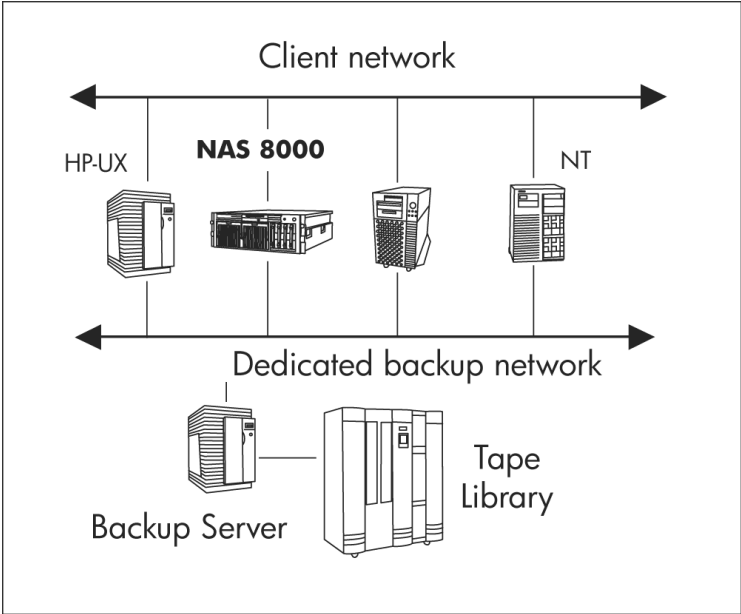 Client network
HP-UX
NAS 8000
NT
Dedicated backup network
Tape
Library
Backup Server